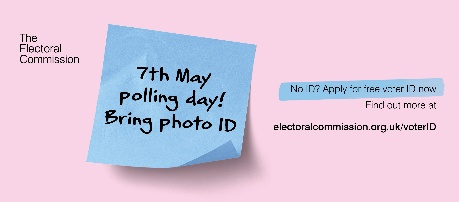 The
Electoral
Commission
7th May
polling day!
Bring photo ID
No ID? Apply for free voter ID now
Find out more at
electoralcommission.org.uk/voterID